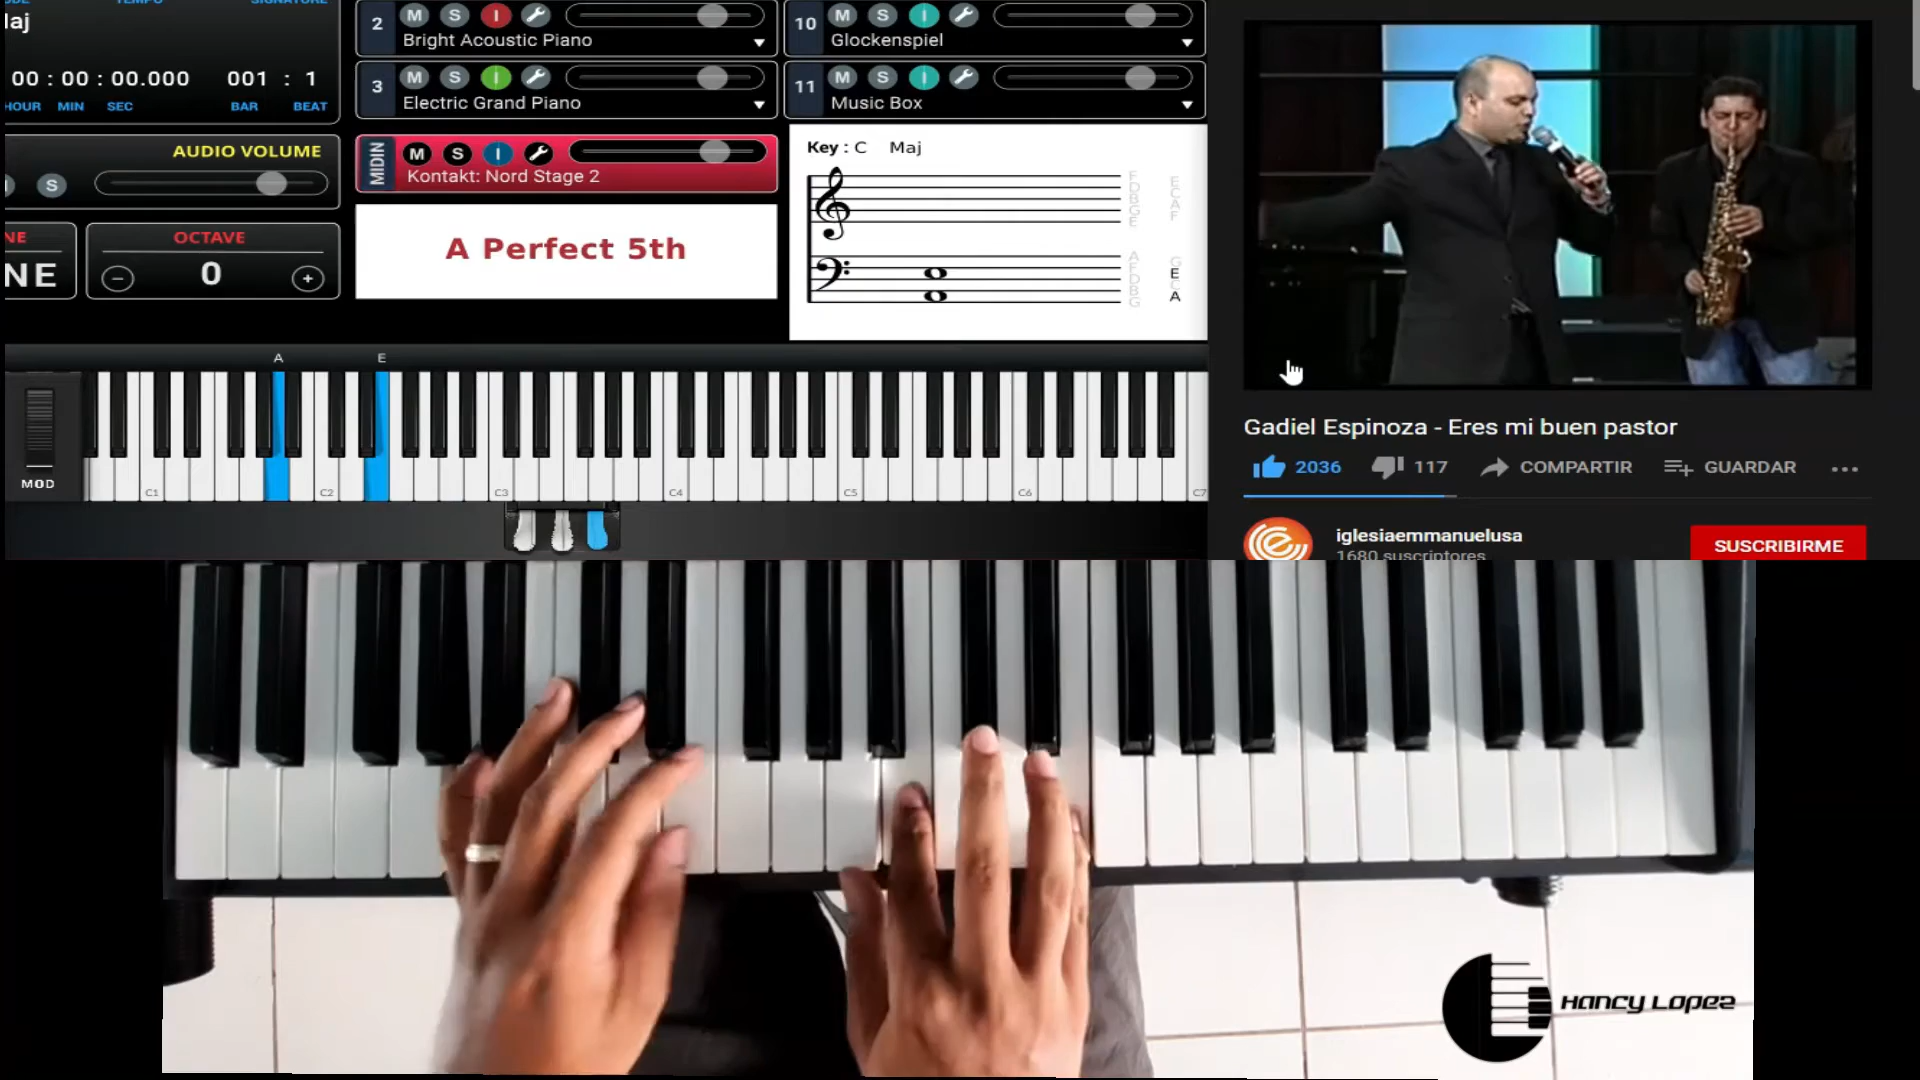 SIGNATURE
TEMPO
laj
00 : 00 : 00.000 001 : 1
HOUR MIN SEC BAR BEAT
AUDIO VOLUME
S
NE
OCTAVE
0
2
M S I
Bright Acoustic Piano
3
M S I
Electric Grand Piano
MIDIN
M S I
Kontakt: Nord Stage 2
A Perfect 5th
10
M S I
Glockenspiel
11
M S I
Music Box
Key : C Maj
F
D
B
G
E
E
C
A
F
A
F
D
B
G
G
E
C
A
A E
MOD
C1 C2 C3 C4 C5 C6 C7
Gadiel Espinoza - Eres mi buen pastor
2036 117 COMPARTIR GUARDAR
iglesiaemmanuelusa
1680 suscriptores
SUSCRIBIRME
HANCY LOPEZ